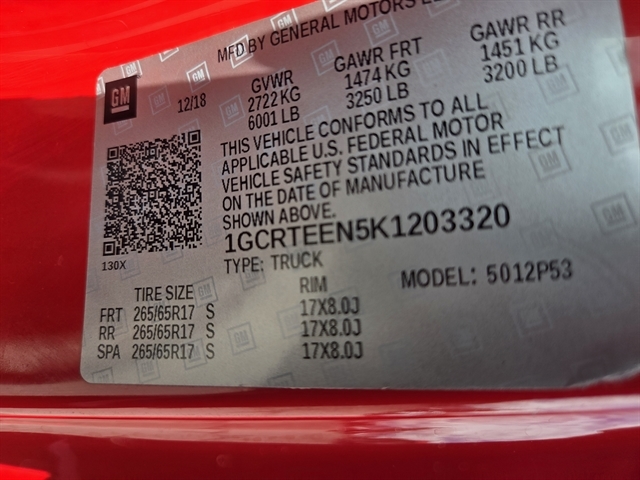 MFD BY GENERAL MOTORS LL
GM
12/18
GVWR
2722 KG
6001 LB
GAWR FRT
1474 KG
3250 LB
GAWR RR
1451 KG
3200 LB
THIS VEHICLE CONFORMS TO ALL
APPLICABLE U.S. FEDERAL MOTOR
VEHICLE SAFETY STANDARDS IN EFFECT
ON THE DATE OF MANUFACTURE
SHOWN ABOVE.
1GCRTEEN5K1203320
130X
TYPE: TRUCK
MODEL: 5012P53
TIRE SIZE RIM
FRT 265/65R17 S 17X8.0J
RR 265/65R17 S 17X8.0J
SPA 265/65R17 S 17X8.0J